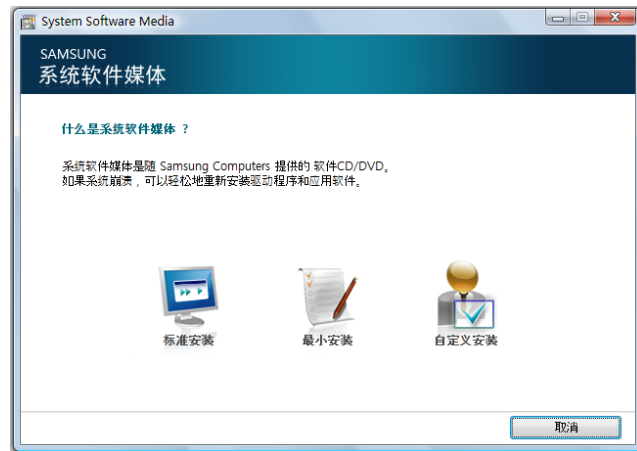 System Software Media
SAMSUNG
系统软件媒体
什么是系统软件媒体 ?
系统软件媒体是随 Samsung Computers 提供的 软件CD/DVD。
如果系统崩溃，可以轻松地重新安装驱动程序和应用软件。
标准安装 最小安装 自定义安装
取消